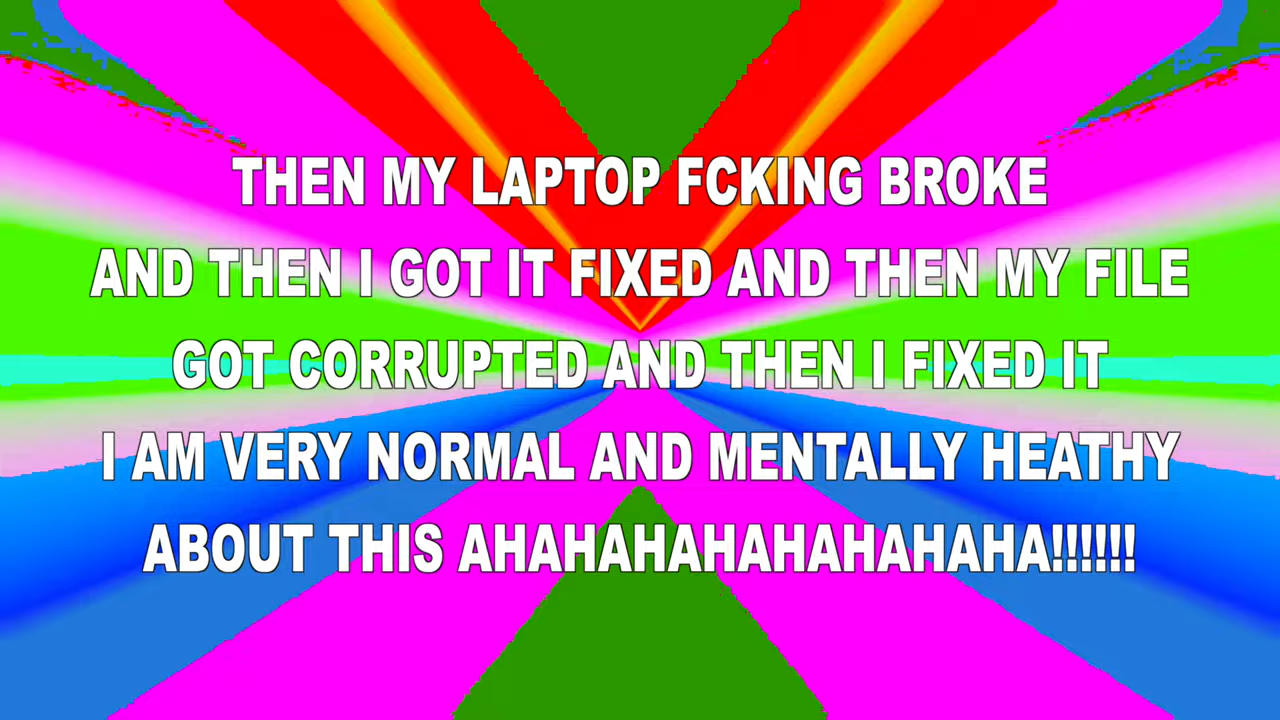 THEN MY LAPTOP FCKING BROKE
AND THEN I GOT IT FIXED AND THEN MY FILE
GOT CORRUPTED AND THEN I FIXED IT
I AM VERY NORMAL AND MENTALLY HEATHY
ABOUT THIS AHAHAHAHAHAHAHAHAHA!!!!!!